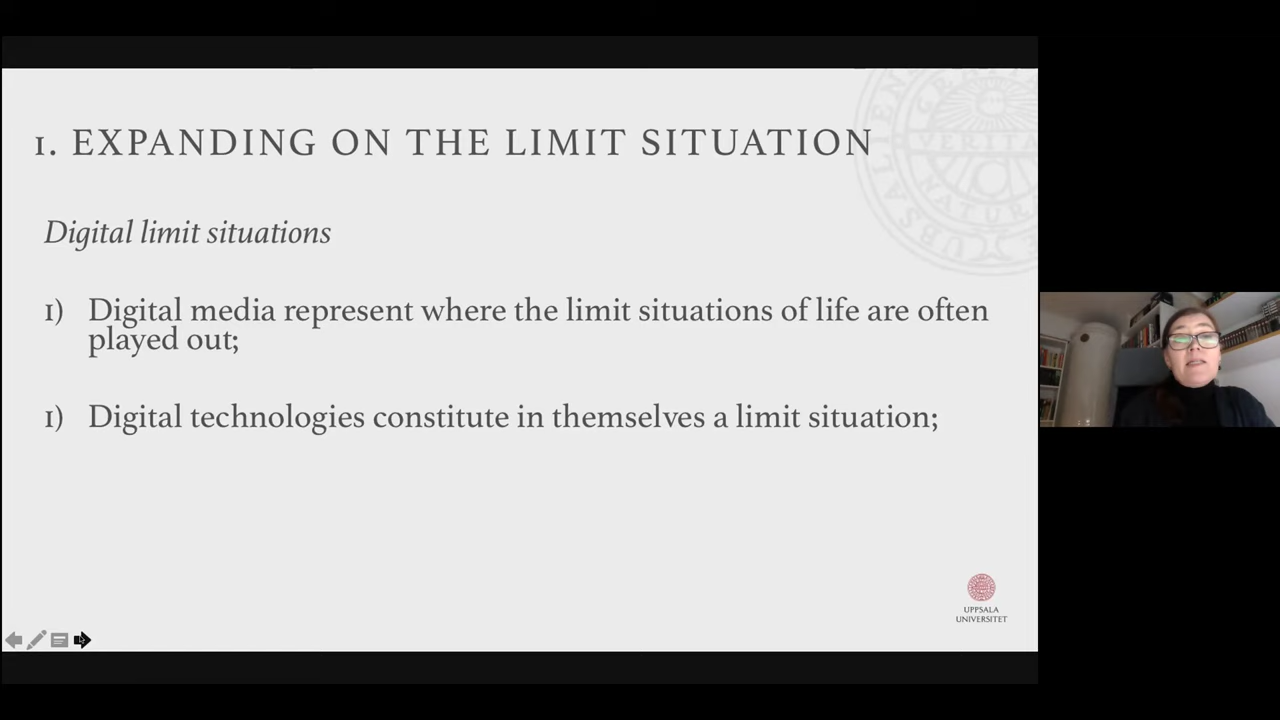 1. EXPANDING ON THE LIMIT SITUATION
Digital limit situations
1) Digital media represent where the limit situations of life are often
played out;
1) Digital technologies constitute in themselves a limit situation;
UPPSALA
UNIVERSITET